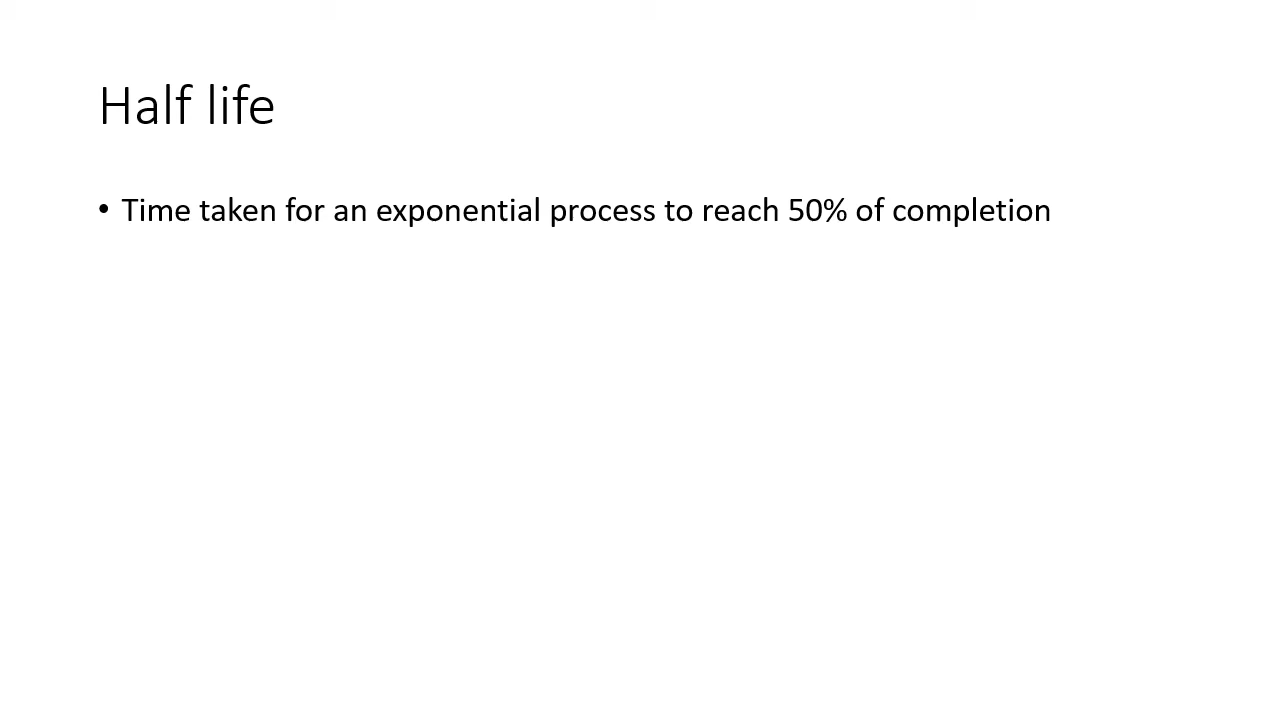 Half life
• Time taken for an exponential process to reach 50% of completion